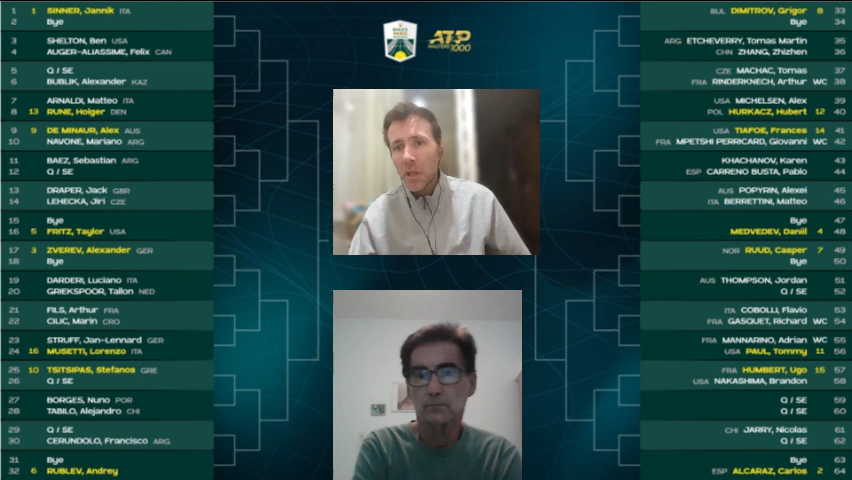 1 1 SINNER, Jannik ITA
2 Bye
3 SHELTON, Ben USA
4 AUGER-ALIASSIME, Felix CAN
5 Q / SE
6 BUBLIK, Alexander KAZ
7 ARNALDI, Matteo ITA
8 13 RUNE, Holger DEN
9 9 DE MINAUR, Alex AUS
10 NAVONE, Mariano ARG
11 BAEZ, Sebastian ARG
12 Q / SE
13 DRAPER, Jack GBR
14 LEHECKA, Jiri CZE
15 Bye
16 5 FRITZ, Taylor USA
17 3 ZVEREV, Alexander GER
18 Bye
19 DARDERI, Luciano ITA
20 GRIEKSPOOR, Tallon NED
21 FILS, Arthur FRA
22 CILIC, Marin CRO
23 STRUFF, Jan-Lennard GER
24 16 MUSETTI, Lorenzo ITA
25 10 TSITSIPAS, Stefanos GRE
26 Q / SE
27 BORGES, Nuno POR
28 TABILO, Alejandro CHI
29 Q / SE
30 CERUNDOLO, Francisco ARG
31 Bye
32 6 RUBLEV, Andrey
ROLEX
PARIS
MASTERS
ATP
MASTERS 1000
BUL DIMITROV, Grigor 8 33
Bye 34
ARG ETCHEVERRY, Tomas Martin 35
CHN ZHANG, Zhizhen 36
CZE MACHAC, Tomas 37
FRA RINDERKNECH, Arthur WC 38
USA MICHELSEN, Alex 39
POL HURKACZ, Hubert 12 40
USA TIAFOE, Frances 14 41
FRA MPETSHI PERRICARD, Giovanni WC 42
KHACHANOV, Karen 43
ESP CARRENO BUSTA, Pablo 44
AUS POPYRIN, Alexei 45
ITA BERRETTINI, Matteo 46
Bye 47
MEDVEDEV, Daniil 4 48
NOR RUUD, Casper 7 49
Bye 50
AUS THOMPSON, Jordan 51
Q / SE 52
ITA COBOLLI, Flavio 53
FRA GASQUET, Richard WC 54
FRA MANNARINO, Adrian WC 55
USA PAUL, Tommy 11 56
FRA HUMBERT, Ugo 15 57
USA NAKASHIMA, Brandon 58
Q / SE 59
Q / SE 60
CHI JARRY, Nicolas 61
Q / SE 62
Bye 63
ESP ALCARAZ, Carlos 2 64